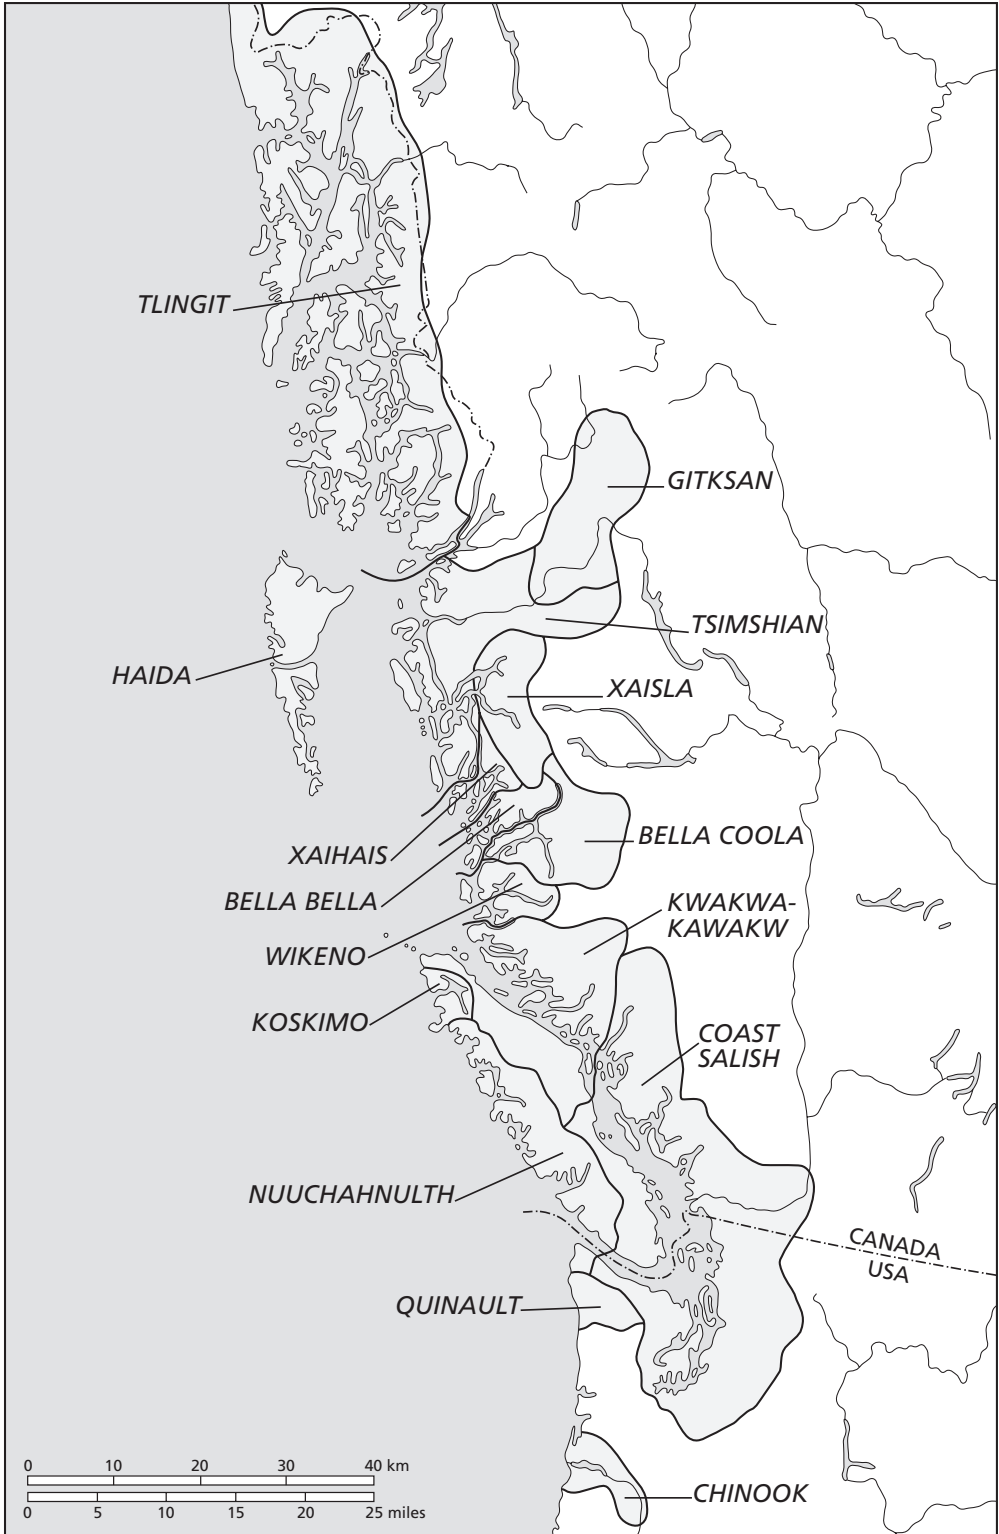 TLINGIT
GITKSAN
TSIMSHIAN
HAIDA
XAISLA
XAIHAIS
BELLA COOLA
BELLA BELLA
KWAKWA-
KAWAKW
WIKENO
KOSKIMO
COAST
SALISH
NUUCHAHNULTH
CANADA
USA
QUINAULT
0 10 20 30 40 km
0 5 10 15 20 25 miles
CHINOOK